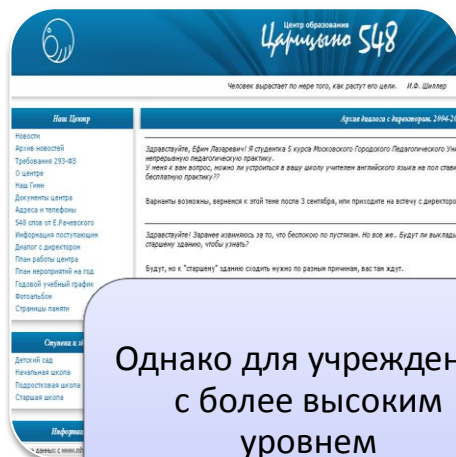 Центр образования
Царицыно 548
Человек вырастает по мере того, как растут его цели. И.Ф. Шиллер
Наш Центр
Новости
Архив новостей
Требования 293-ФЗ
О центре
Наш Гимн
Документы центра
Адреса и телефоны
548 слов от Е.Рачевского
Информация поступающим
Диалог с директором
План работы центра
План мероприятий на год
Годовой учебный график
Фотоальбом
Страницы памяти
Архив диалога с директором. 2004-20
Здравствуйте, Ефим Лазаревич! Я студентка 5 курса Московского Городского Педагогического Уни
непрерывную педагогическую практику.
У меня к вам вопрос, можно ли устроиться в вашу школу учителем английского языка на пол став
бесплатную практику??
Варианты возможны, вернемся к этой теме после 3 сентября, или приходите на встечу с директоро
Здравствуйте! Заранее извиняюсь за то, что беспокою по пустякам. Но все же.. Будут ли выклады
старшему зданию, чтобы узнать?
Будут, но к "старшему" зданию сходить нужно по разным причинам, вас там ждут.
Ступени и
Детский сад
Начальная школа
Подростковая школа
Старшая школа
Информац
данных с www.
Однако для учрежден
с более высоким
уровнем